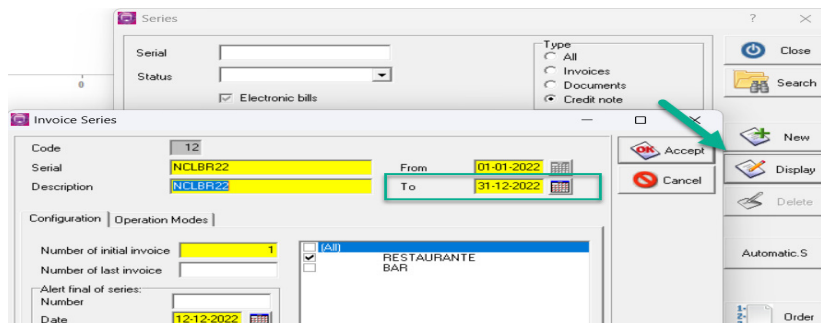 Series
? ×
Serial
Status
Electronic bills
Type
All
Invoices
Documents
Credit note
Close
Search
New
Display
Delete
Automatic.S
Order
0
Invoice Series
Code 12
Serial NCLBR22
Description NCLBR22
From 01-01-2022
To 31-12-2022
OK Accept
Cancel
Configuration Operation Modes
Number of initial invoice 1
Number of last invoice
Alert final of series:
Number
Date 12-12-2022
(All)
RESTAURANTE
BAR